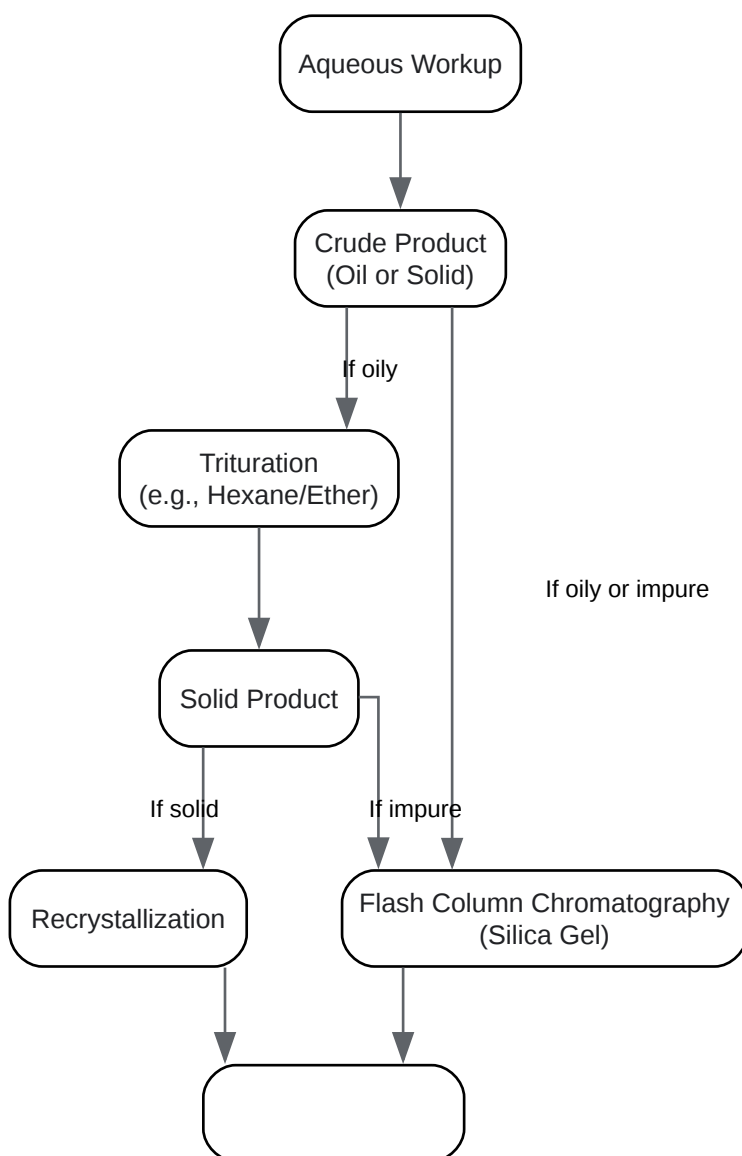 Aqueous Workup
Crude Product
(Oil or Solid)
If oily
Trituration
(e.g., Hexane/Ether)
If oily or impure
Solid Product
If solid
If impure
Recrystallization
Flash Column Chromatography
(Silica Gel)